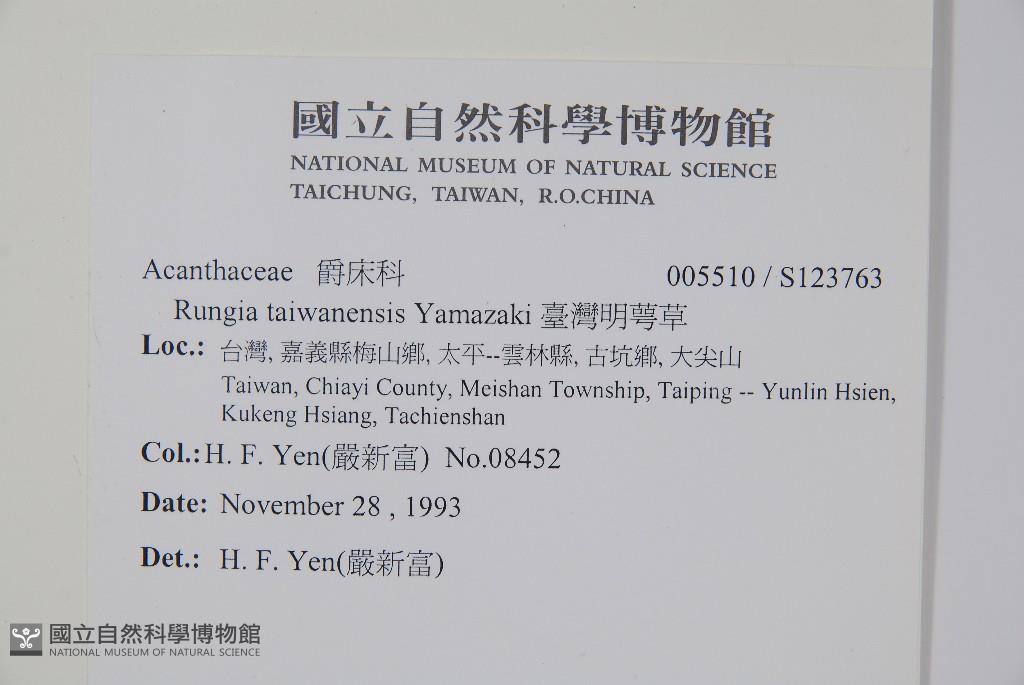 國立自然科學博物館
NATIONAL MUSEUM OF NATURAL SCIENCE
TAICHUNG, TAIWAN, R.O.CHINA
Acanthaceae 爵床科 005510 / S123763
Rungia taiwanensis Yamazaki 臺灣明萼草
Loc.: 台灣, 嘉義縣梅山鄉, 太平--雲林縣, 古坑鄉, 大尖山
Taiwan, Chiayi County, Meishan Township, Taiping -- Yunlin Hsien,
Kukeng Hsiang, Tachienshan
Col.: H. F. Yen(嚴新富) No.08452
Date: November 28 , 1993
Det.: H. F. Yen(嚴新富)
國立自然科學博物館
NATIONAL MUSEUM OF NATURAL SCIENCE